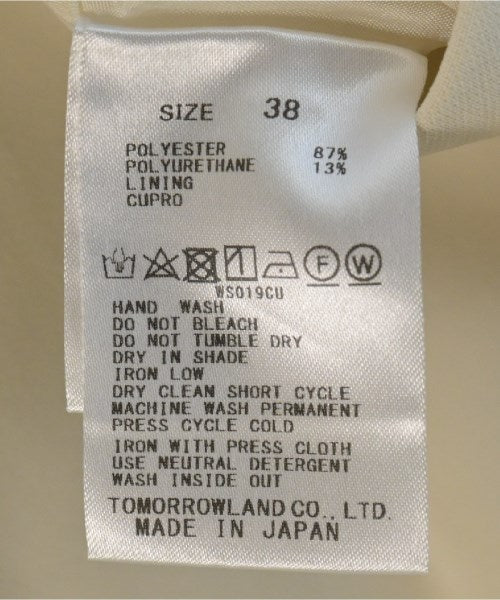 SIZE 38
POLYESTER 87%
POLYURETHANE 13%
LINING
CUPRO
F W
WS019CU
HAND WASH
DO NOT BLEACH
DO NOT TUMBLE DRY
DRY IN SHADE
IRON LOW
DRY CLEAN SHORT CYCLE
MACHINE WASH PERMANENT
PRESS CYCLE COLD
IRON WITH PRESS CLOTH
USE NEUTRAL DETERGENT
WASH INSIDE OUT
TOMORROWLAND CO., LTD.
MADE IN JAPAN